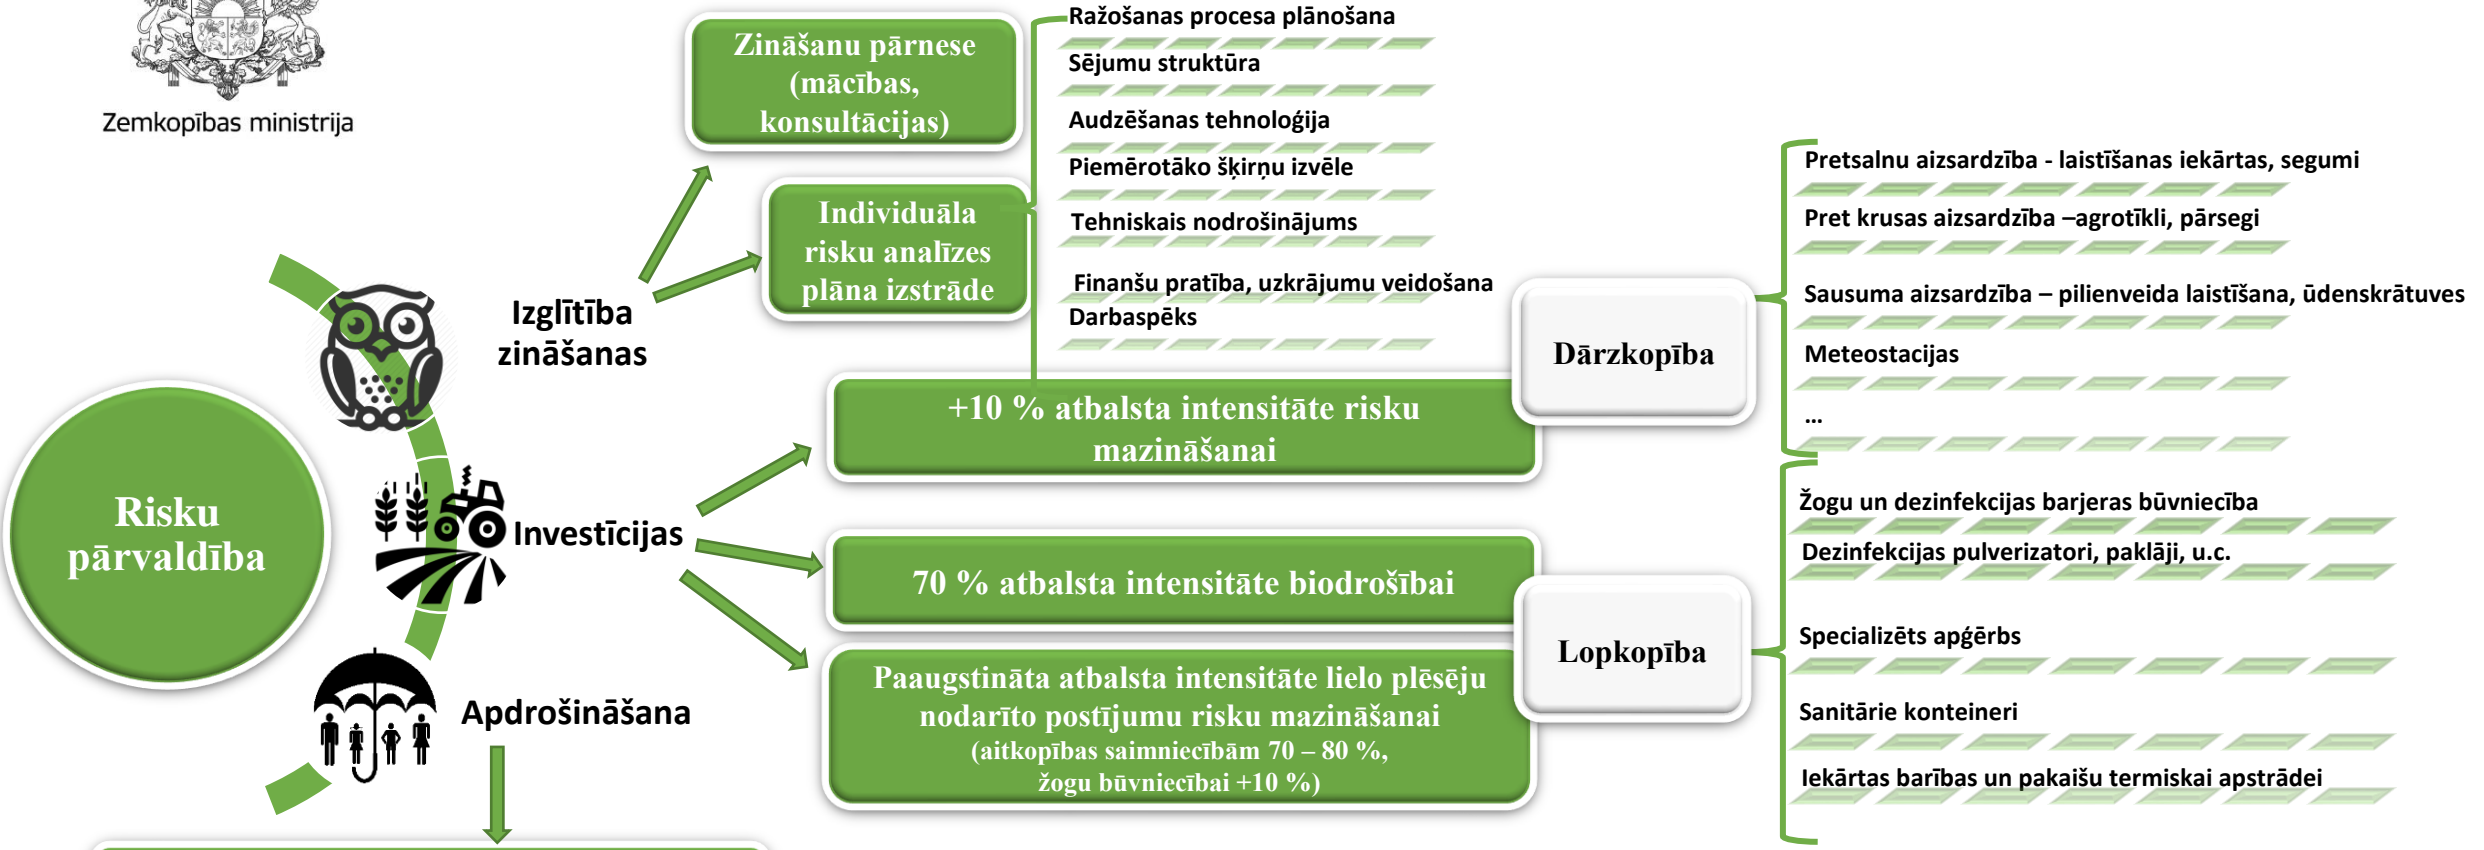 Zemkopības ministrija
Risku
pārvaldība
Izglītība
zināšanas
Investīcijas
Apdrošināšana
Zināšanu pārnese
(mācības,
konsultācijas)
Individuāla
risku analīzes
plāna izstrāde
Ražošanas procesa plānošana
Sējumu struktūra
Audzēšanas tehnoloģija
Piemērotāko šķirņu izvēle
Tehniskais nodrošinājums
Finanšu pratība, uzkrājumu veidošana
Darbaspēks
+10 % atbalsta intensitāte risku
mazināšanai
70 % atbalsta intensitāte biodrošībai
Paaugstināta atbalsta intensitāte lielo plēsēju
nodarīto postījumu risku mazināšanai
(aitkopības saimniecībām 70 – 80 %,
žogu būvniecībai +10 %)
Dārzkopība
Pretsalnu aizsardzība - laistīšanas iekārtas, segumi
Pret krusas aizsardzība –agrotīkli, pārsegi
Sausuma aizsardzība – pilienveida laistīšana, ūdenskrātuves
Meteostacijas
...
Lopkopība
Žogu un dezinfekcijas barjeras būvniecība
Dezinfekcijas pulverizatori, paklāji, u.c.
Specializēts apģērbs
Sanitārie konteineri
Iekārtas barības un pakaišu termiskai apstrādei